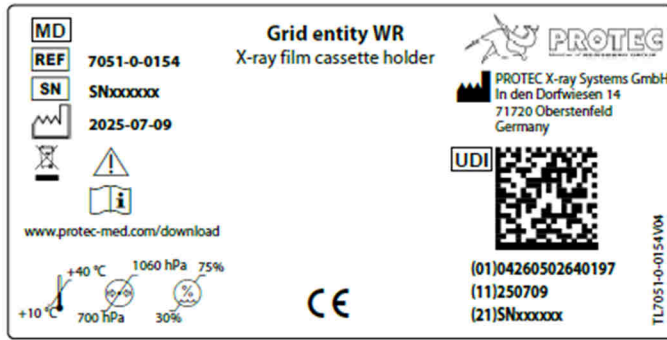 MD
REF 7051-0-0154
SN SNxxxxxx
2025-07-09
www.protec-med.com/download
+40 °C
+10 °C
1060 hPa
700 hPa
75%
%
30%
Grid entity WR
X-ray film cassette holder
CE
PROTEC
PROTEC X-ray Systems GmbH
In den Dorfwiesen 14
71720 Oberstenfeld
Germany
UDI
(01)04260502640197
(11)250709
(21)SNxxxxxx
TL7051-0-0154V04